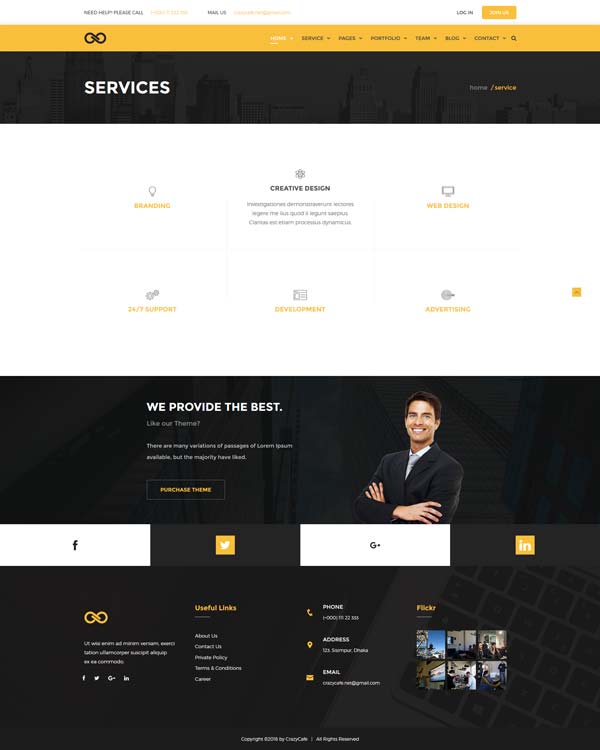 NEED HELP? PLEASE CALL (+000) 11 222 333 MAIL US crazycafe.net@gmail.com LOG IN JOIN US
HOME SERVICE PAGES PORTFOLIO TEAM BLOG CONTACT
SERVICES
home / service
BRANDING
CREATIVE DESIGN
Investigationes demonstraverunt lectores
legere me lius quod ii legunt saepius.
Claritas est etiam processus dynamicus.
WEB DESIGN
24/7 SUPPORT
DEVELOPMENT
ADVERTISING
WE PROVIDE THE BEST.
Like our Theme?
There are many variations of passages of Lorem Ipsum
available, but the majority have liked.
PURCHASE THEME
f
G+
in
Ut wisi enim ad minim veniam, exerci
tation ullamcorper suscipit aliquip
ex ea commodo.
f G+ in
Useful Links
About Us
Contact Us
Private Policy
Terms & Conditions
Career
PHONE
(+000) 111 22 333
ADDRESS
123, Sisimpur, Dhaka
EMAIL
crazycafe.net@gmail.com
Flickr
Copyright ©2018 by CrazyCafe | All Rights Reserved